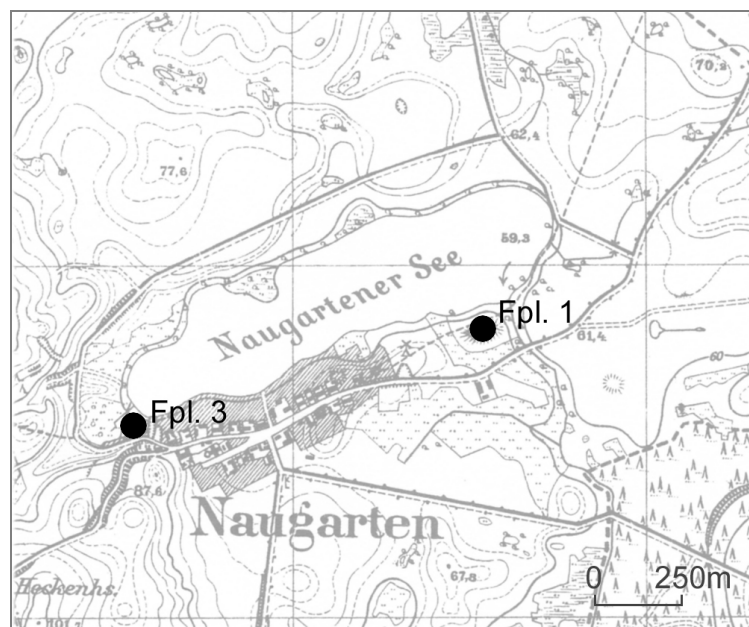 70,2
62,4
77,6
59,3
Naugartener See
Fpl. 1
61,4
60
Fpl. 3
87,6
Naugarten
67,8
Heckenhs.
0 250m